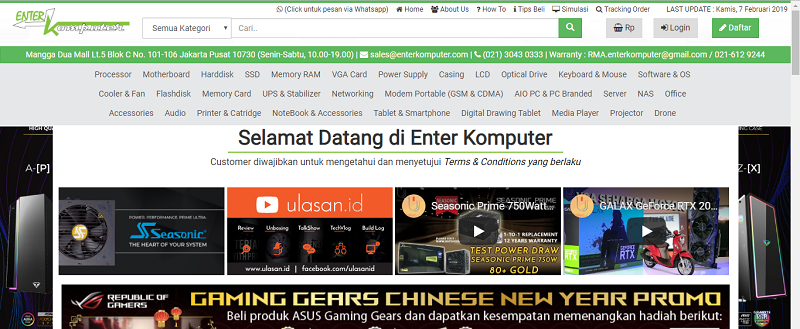 (Click untuk pesan via Whatsapp) Home About Us ? How To Tips Beli Simulasi Tracking Order LAST UPDATE : Kamis, 7 Februari 2019
ENTER
Komputer
Semua Kategori Cari.. Rp Login Daftar
Mangga Dua Mall Lt.5 Blok C No. 101-106 Jakarta Pusat 10730 (Senin-Sabtu, 10.00-19.00) | sales@enterkomputer.com | (021) 3043 0333 | Warranty : RMA.enterkomputer@gmail.com / 021-612 9244
Processor Motherboard Harddisk SSD Memory RAM VGA Card Power Supply Casing LCD Optical Drive Keyboard & Mouse Software & OS
Cooler & Fan Flashdisk Memory Card UPS & Stabilizer Networking Modem Portable (GSM & CDMA) AIO PC & PC Branded Server NAS Office
Accessories Audio Printer & Catridge NoteBook & Accessories Tablet & Smartphone Digital Drawing Tablet Media Player Projector Drone
Selamat Datang di Enter Komputer
Customer diwajibkan untuk mengetahui dan menyetujui Terms & Conditions yang berlaku
A-[P]
Z-[X]
POWER. PERFORMANCE. PRIME ULTRA.
Seasonic
THE HEART OF YOUR SYSTEM
ulasan.id
Review Unboxing TalkShow TechVlog Build Log
www.ulasan.id | facebook.com/ulasanid
Seasonic Prime 750Watt
1-TO-1 REPLACEMENT
12 YEARS WARRANTY
TEST POWER DRAW
SEASONIC PRIME 750W
80+ GOLD
GALAX GeForce RTX 20...
GEFORCE
RTX
REPUBLIC OF
GAMERS
GAMING GEARS CHINESE NEW YEAR PROMO
Beli produk ASUS Gaming Gears dan dapatkan kesempatan memenangkan hadiah berikut: